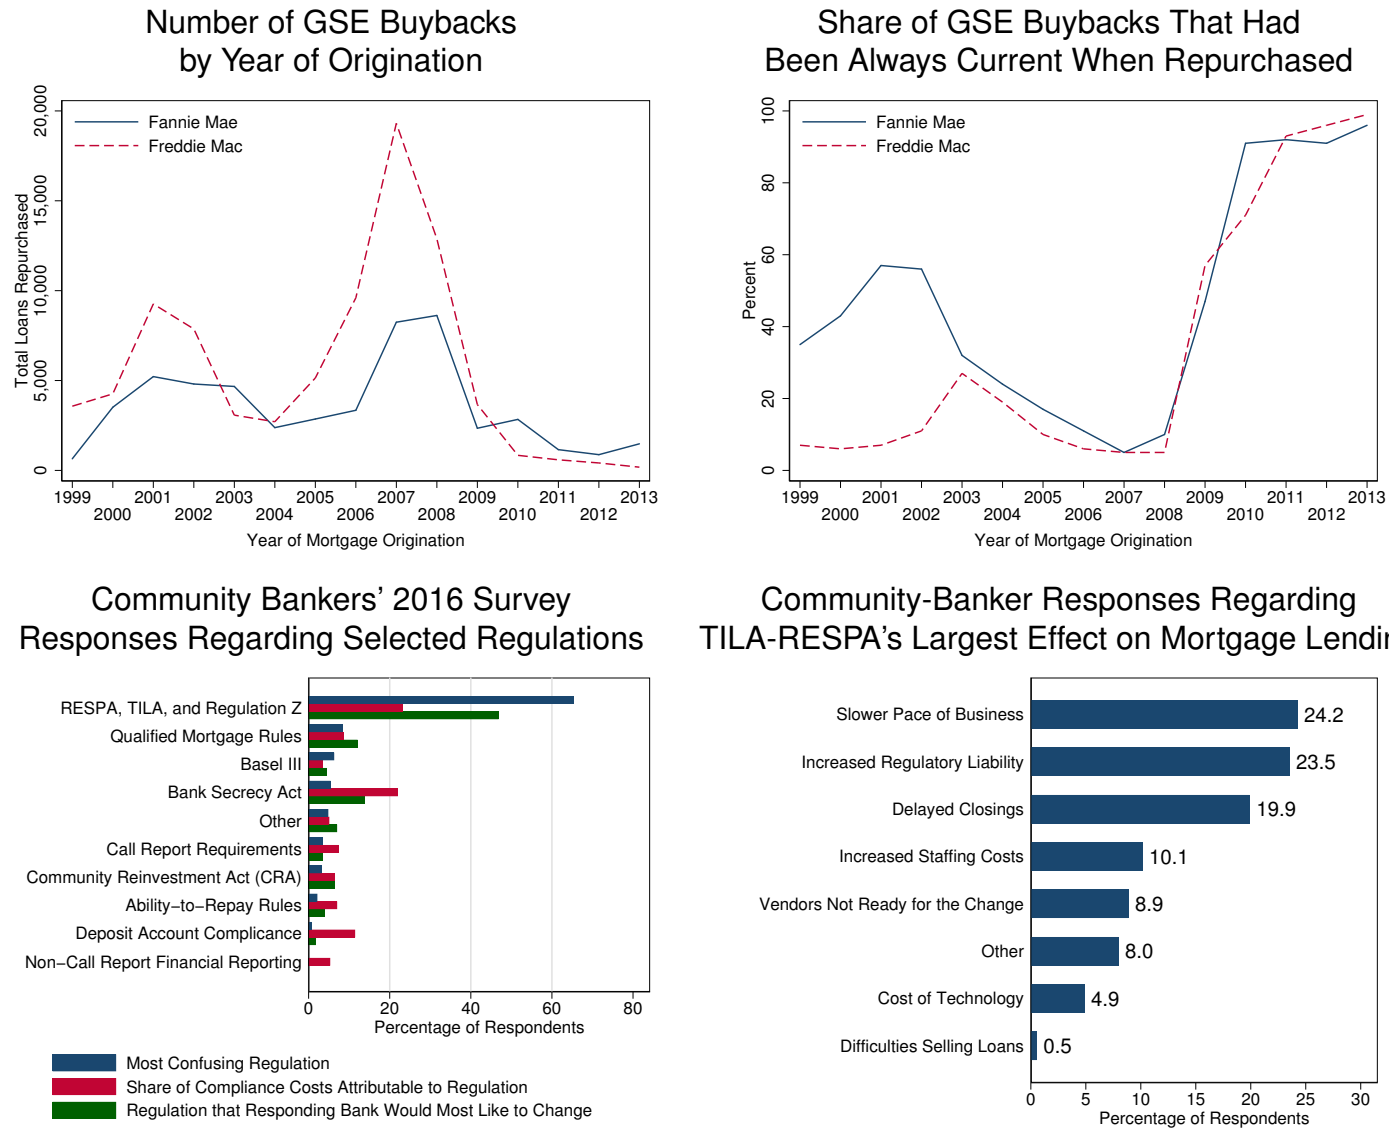 Number of GSE Buybacks
by Year of Origination
Total Loans Repurchased
20,000
15,000
10,000
5,000
0
Fannie Mae
Freddie Mac
1999
2000
2001
2002
2003
2004
2005
2006
2007
2008
2009
2010
2011
2012
2013
Year of Mortgage Origination
Share of GSE Buybacks That Had
Been Always Current When Repurchased
Percent
100
80
60
40
20
0
Fannie Mae
Freddie Mac
1999
2000
2001
2002
2003
2004
2005
2006
2007
2008
2009
2010
2011
2012
2013
Year of Mortgage Origination
Community Bankers' 2016 Survey
Responses Regarding Selected Regulations
RESPA, TILA, and Regulation Z
Qualified Mortgage Rules
Basel III
Bank Secrecy Act
Other
Call Report Requirements
Community Reinvestment Act (CRA)
Ability−to−Repay Rules
Deposit Account Complicance
Non−Call Report Financial Reporting
0 20 40 60 80
Percentage of Respondents
Most Confusing Regulation
Share of Compliance Costs Attributable to Regulation
Regulation that Responding Bank Would Most Like to Change
Community-Banker Responses Regarding
TILA-RESPA's Largest Effect on Mortgage Lendin
Slower Pace of Business 24.2
Increased Regulatory Liability 23.5
Delayed Closings 19.9
Increased Staffing Costs 10.1
Vendors Not Ready for the Change 8.9
Other 8.0
Cost of Technology 4.9
Difficulties Selling Loans 0.5
0 5 10 15 20 25 30
Percentage of Respondents